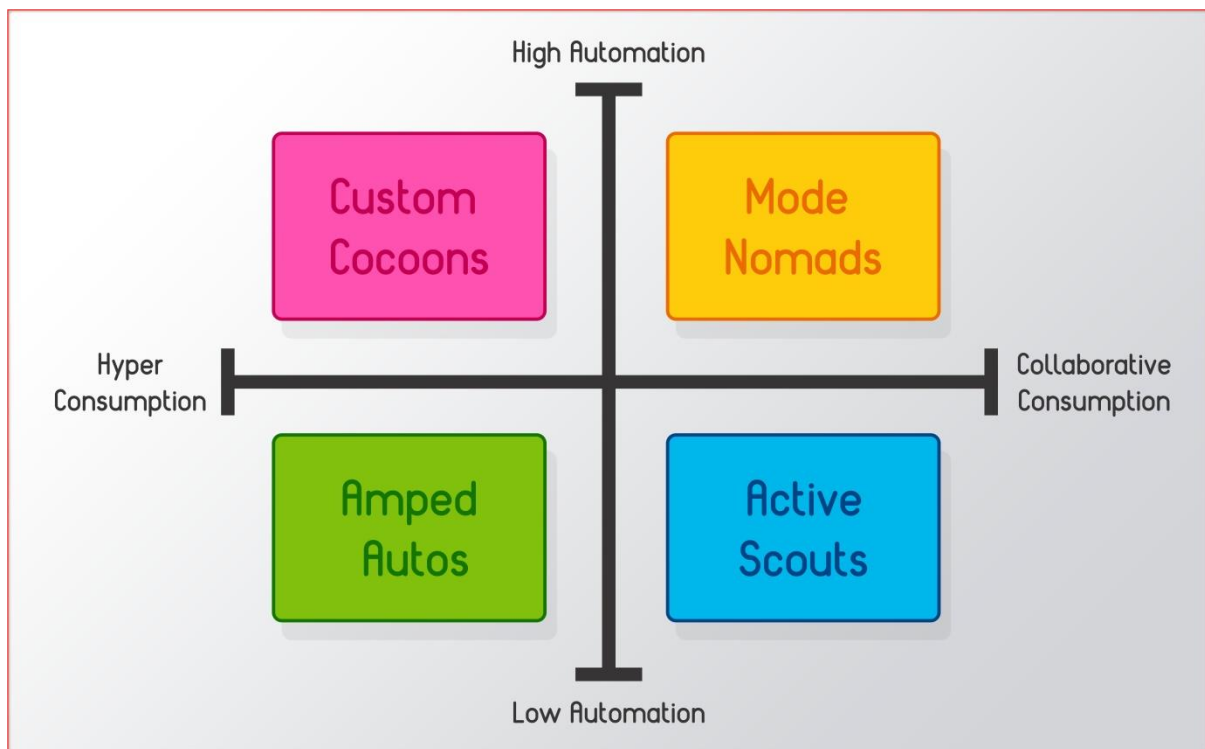 High Automation
Custom
Cocoons
Mode
Nomads
Hyper
Consumption
Collaborative
Consumption
Amped
Autos
Active
Scouts
Low Automation